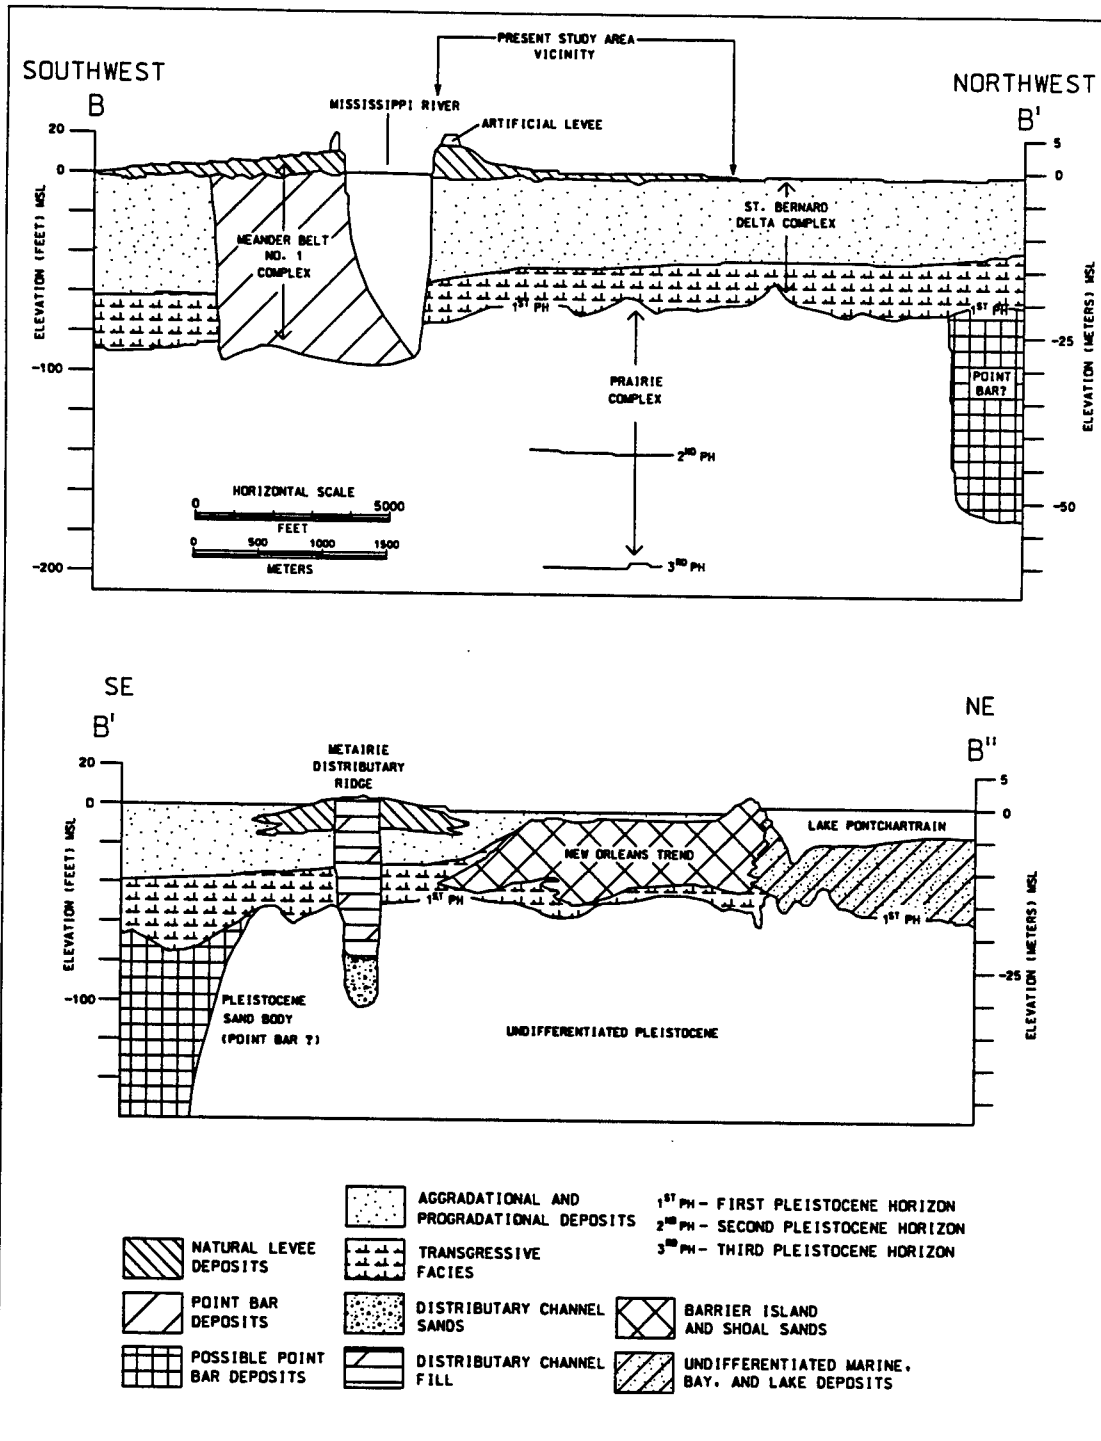 PRESENT STUDY AREA
VICINITY
SOUTHWEST
B
NORTHWEST
B'
MISSISSIPPI RIVER
ARTIFICIAL LEVEE
20
0
-100
-200
ELEVATION (FEET) MSL
5
0
-25
-50
ELEVATION (METERS) MSL
MEANDER BELT
NO. 1
COMPLEX
ST. BERNARD
DELTA COMPLEX
1ST PH
1ST PH
POINT
BAR?
PRAIRIE
COMPLEX
2ND PH
3RD PH
HORIZONTAL SCALE
0 5000
FEET
0 500 1000 1500
METERS
SE
B'
NE
B"
METAIRIE
DISTRIBUTARY
RIDGE
20
0
-100
ELEVATION (FEET) MSL
5
0
-25
ELEVATION (METERS) MSL
LAKE PONTCHARTRAIN
NEW ORLEANS TREND
1ST PH
1ST PH
PLEISTOCENE
SAND BODY
(POINT BAR ?)
UNDIFFERENTIATED PLEISTOCENE
NATURAL LEVEE
DEPOSITS
POINT BAR
DEPOSITS
POSSIBLE POINT
BAR DEPOSITS
AGGRADATIONAL AND
PROGRADATIONAL DEPOSITS
TRANSGRESSIVE
FACIES
DISTRIBUTARY CHANNEL
SANDS
DISTRIBUTARY CHANNEL
FILL
1ST PH - FIRST PLEISTOCENE HORIZON
2ND PH - SECOND PLEISTOCENE HORIZON
3RD PH - THIRD PLEISTOCENE HORIZON
BARRIER ISLAND
AND SHOAL SANDS
UNDIFFERENTIATED MARINE,
BAY, AND LAKE DEPOSITS